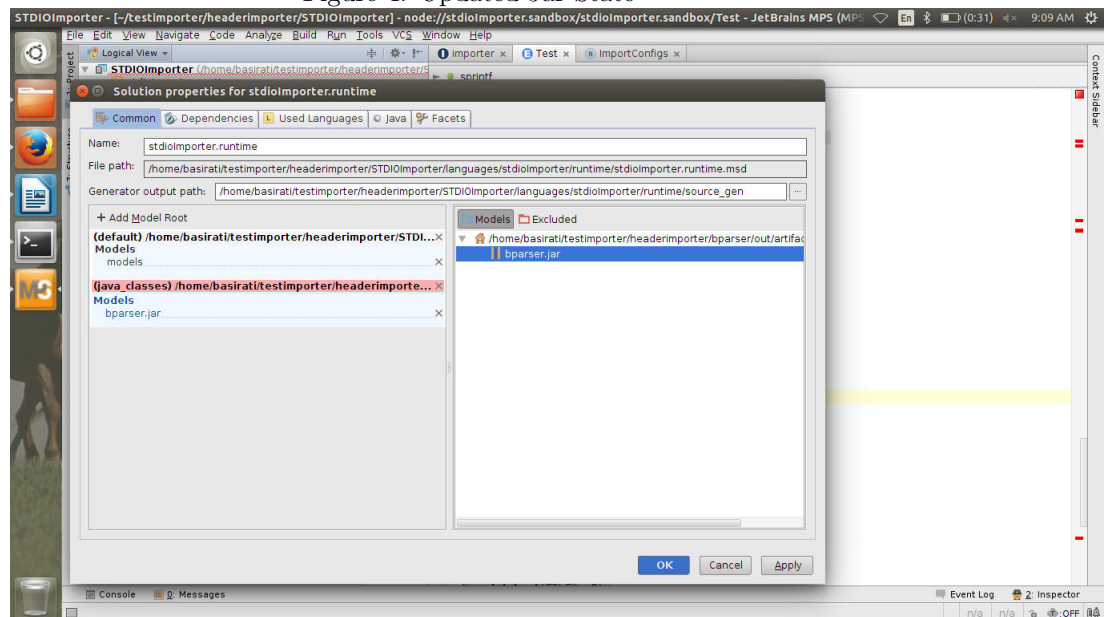 STDIOImporter - [~/testimporter/headerimporter/STDIOImporter] - node://stdioImporter.sandbox/stdioImporter.sandbox/Test - JetBrains MPS (MPS
En
(0:31)
9:09 AM
File Edit View Navigate Code Analyze Build Run Tools VCS Window Help
Logical View
importer
Test
ImportConfigs
STDIOImporter (/home/basirati/testimporter/headerimporter/S
sprintf
Project
Context Sidebar
Solution properties for stdioImporter.runtime
Common Dependencies Used Languages Java Facets
Name: stdioImporter.runtime
File path: /home/basirati/testimporter/headerimporter/STDIOImporter/languages/stdioImporter/runtime/stdioImporter.runtime.msd
Generator output path: /home/basirati/testimporter/headerimporter/STDIOImporter/languages/stdioImporter/runtime/source_gen ...
+ Add Model Root
Models Excluded
(default) /home/basirati/testimporter/headerimporter/STDI...
Models
models
/home/basirati/testimporter/headerimporter/bparser/out/artifac
bparser.jar
(java_classes) /home/basirati/testimporter/headerimporte...
Models
bparser.jar
OK Cancel Apply
Console 0: Messages
Event Log 2: Inspector
n/a n/a :OFF